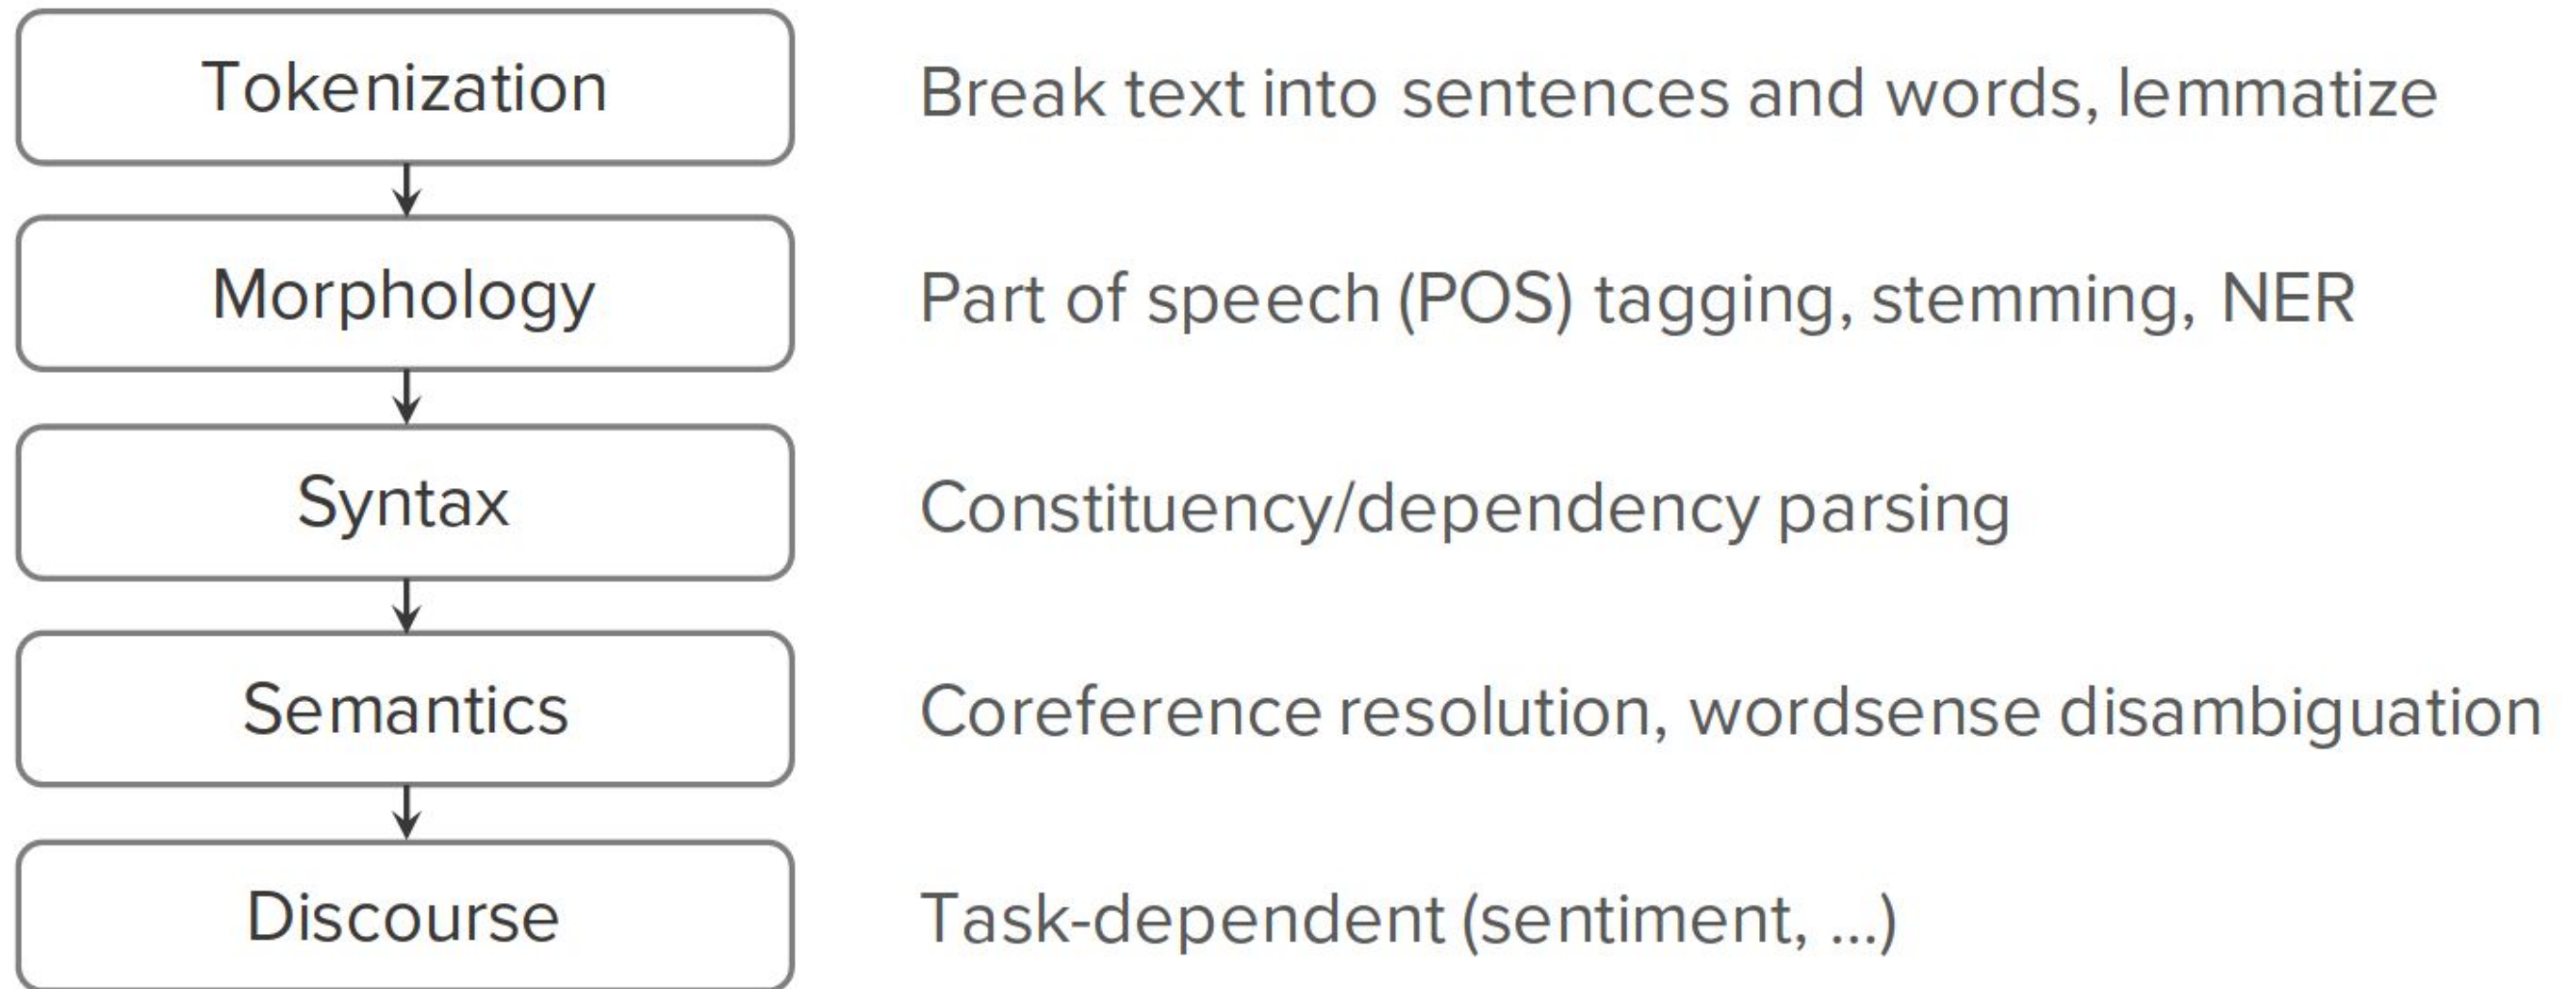 Tokenization
Break text into sentences and words, lemmatize
Morphology
Part of speech (POS) tagging, stemming, NER
Syntax
Constituency/dependency parsing
Semantics
Coreference resolution, wordsense disambiguation
Discourse
Task-dependent (sentiment, ...)